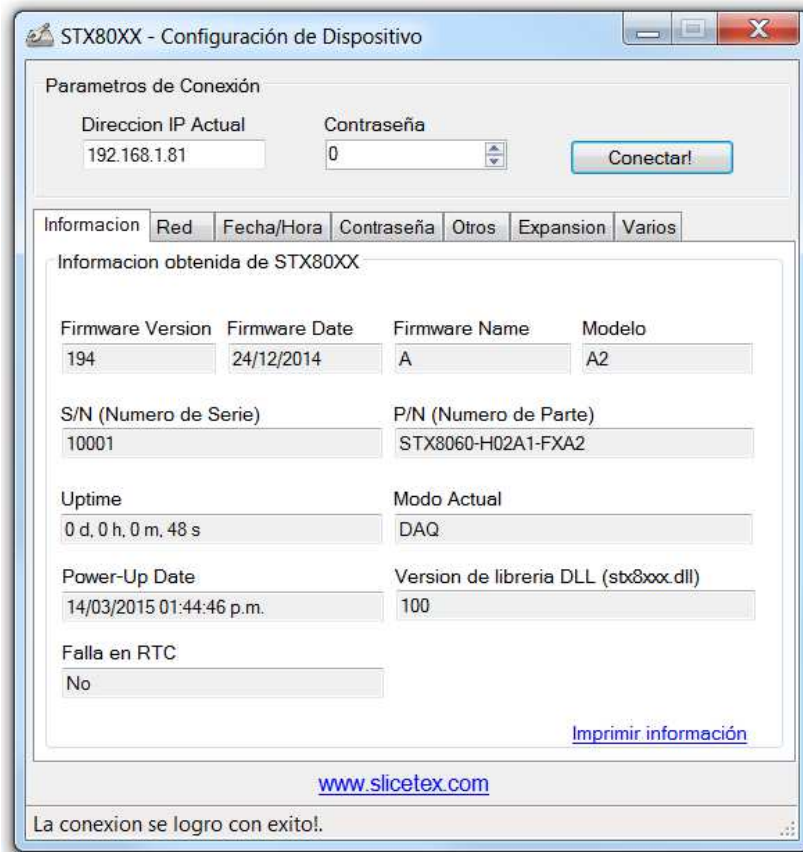 STX80XX - Configuración de Dispositivo
Parametros de Conexión
Direccion IP Actual Contraseña
192.168.1.81 0 Conectar!
Informacion Red Fecha/Hora Contraseña Otros Expansion Varios
Informacion obtenida de STX80XX
Firmware Version Firmware Date Firmware Name Modelo
194 24/12/2014 A A2
S/N (Numero de Serie) P/N (Numero de Parte)
10001 STX8060-H02A1-FXA2
Uptime Modo Actual
0 d, 0 h, 0 m, 48 s DAQ
Power-Up Date Version de libreria DLL (stx8xxx.dll)
14/03/2015 01:44:46 p.m. 100
Falla en RTC
No
Imprimir información
www.slicetex.com
La conexion se logro con exito!.